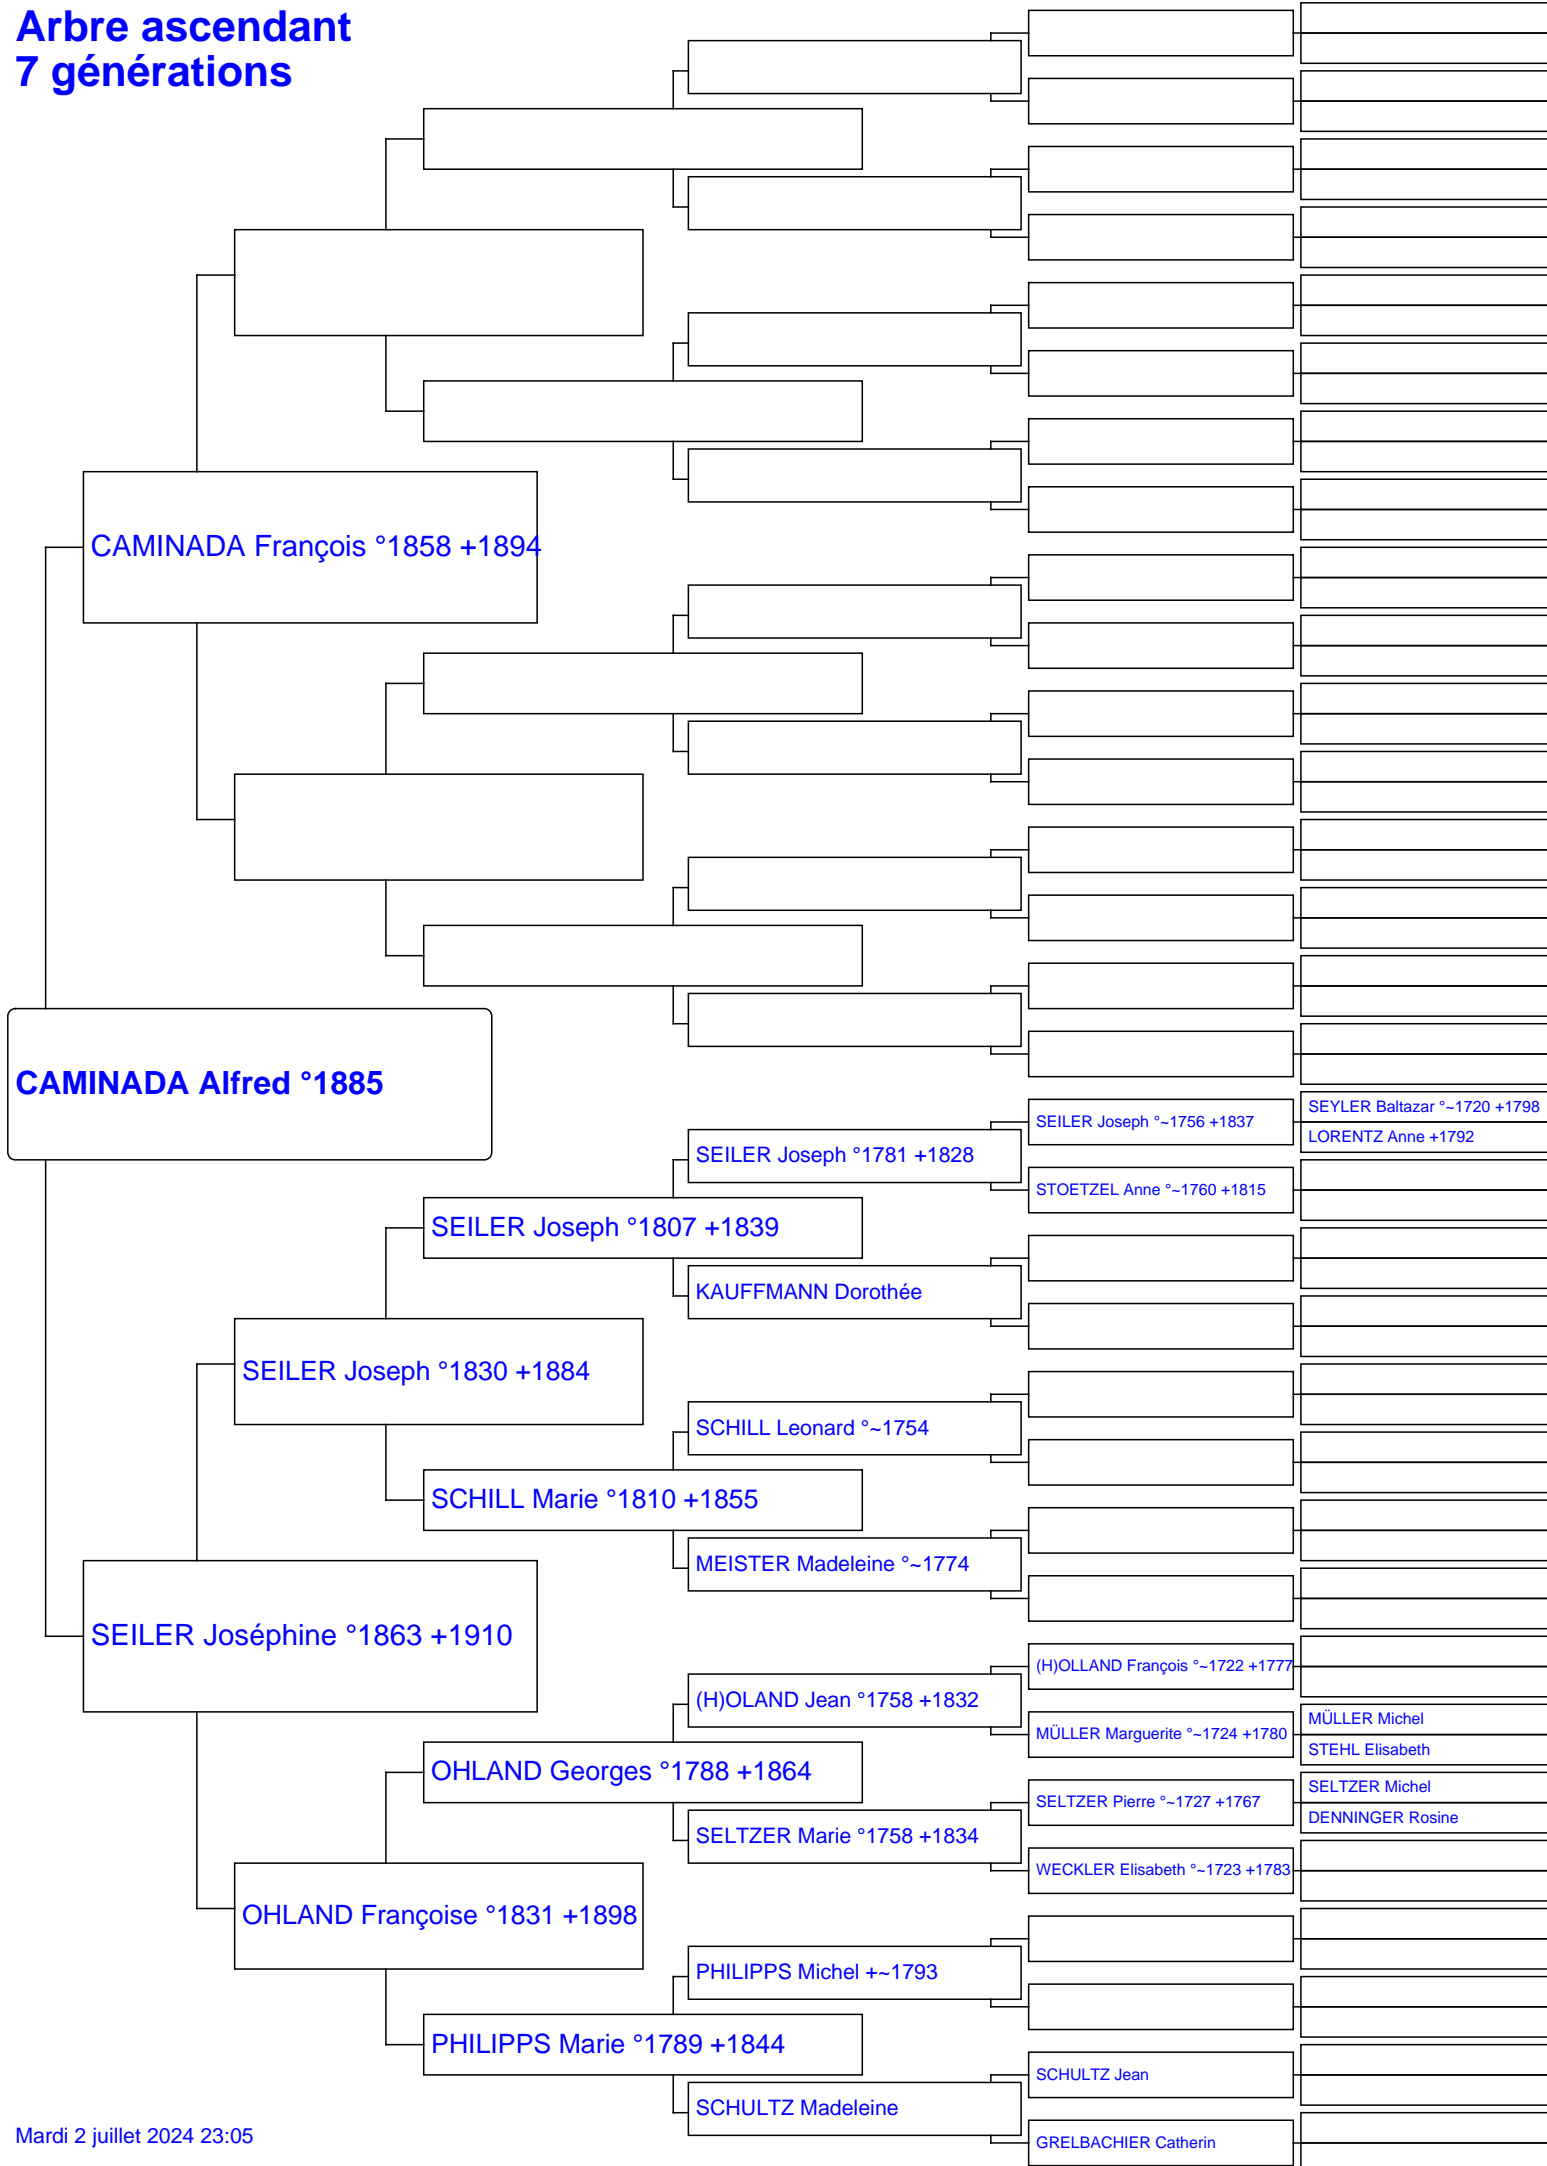 Arbre ascendant
7 générations
CAMINADA François °1858 +1894
CAMINADA Alfred °1885
SEYLER Baltazar °~1720 +1798
SEILER Joseph °~1756 +1837
LORENTZ Anne +1792
SEILER Joseph °1781 +1828
STOETZEL Anne °~1760 +1815
SEILER Joseph °1807 +1839
KAUFFMANN Dorothée
SEILER Joseph °1830 +1884
SCHILL Leonard °~1754
SCHILL Marie °1810 +1855
MEISTER Madeleine °~1774
SEILER Joséphine °1863 +1910
(H)OLLAND François °~1722 +1777
(H)OLAND Jean °1758 +1832
MÜLLER Michel
MÜLLER Marguerite °~1724 +1780
STEHL Elisabeth
OHLAND Georges °1788 +1864
SELTZER Michel
SELTZER Pierre °~1727 +1767
DENNINGER Rosine
SELTZER Marie °1758 +1834
WECKLER Elisabeth °~1723 +1783
OHLAND Françoise °1831 +1898
PHILIPPS Michel +~1793
PHILIPPS Marie °1789 +1844
SCHULTZ Jean
SCHULTZ Madeleine
GRELBACHIER Catherin
Mardi 2 juillet 2024 23:05